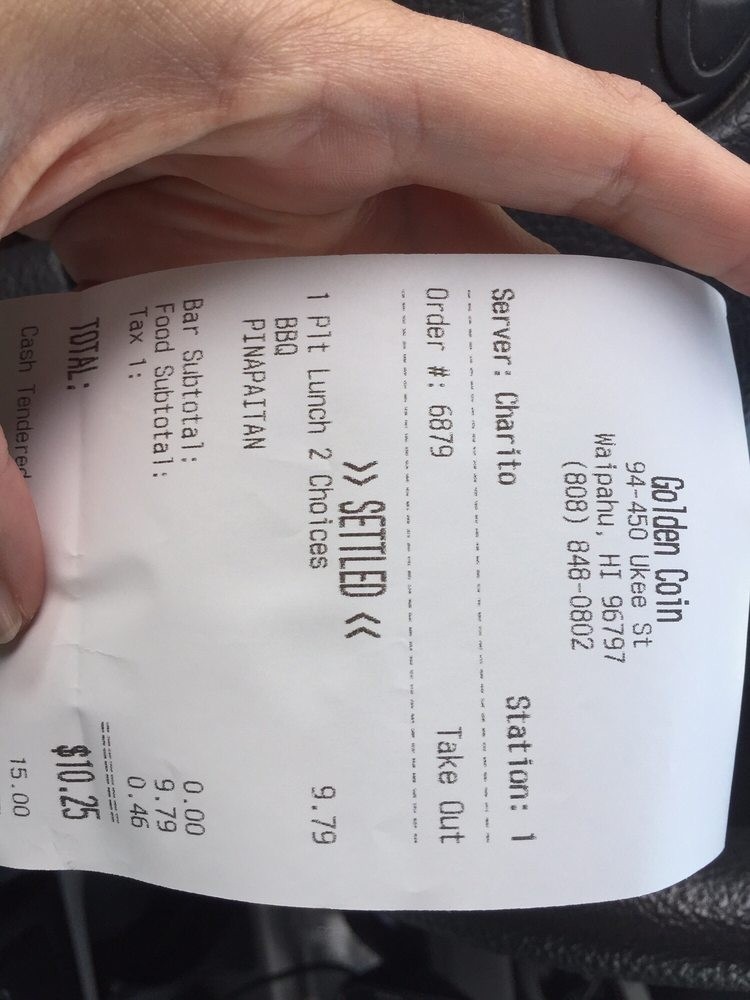 Golden Coin
94-450 Ukee St
Waipahu, HI 96797
(808) 848-0802
Server: Charito Station: 1
Order #: 6879 Take Out
>> SETTLED <<
1 Plt Lunch 2 Choices 9.79
BBQ
PINAPAITAN
Bar Subtotal: 0.00
Food Subtotal: 9.79
Tax 1: 0.46
========
TOTAL: $10.25
Cash Tendered 15.00